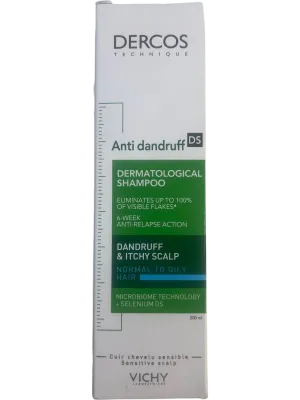 DERCOS
TECHNIQUE
Anti dandruff DS
DERMATOLOGICAL
SHAMPOO
ELIMINATES UP TO 100%
OF VISIBLE FLAKES*
6-WEEK
ANTI-RELAPSE ACTION
DANDRUFF
& ITCHY SCALP
NORMAL TO OILY
HAIR
MICROBIOME TECHNOLOGY
+ SELENIUM DS
200 ml
Cuir chevelu sensible
Sensitive scalp
VICHY
LABORATOIRES